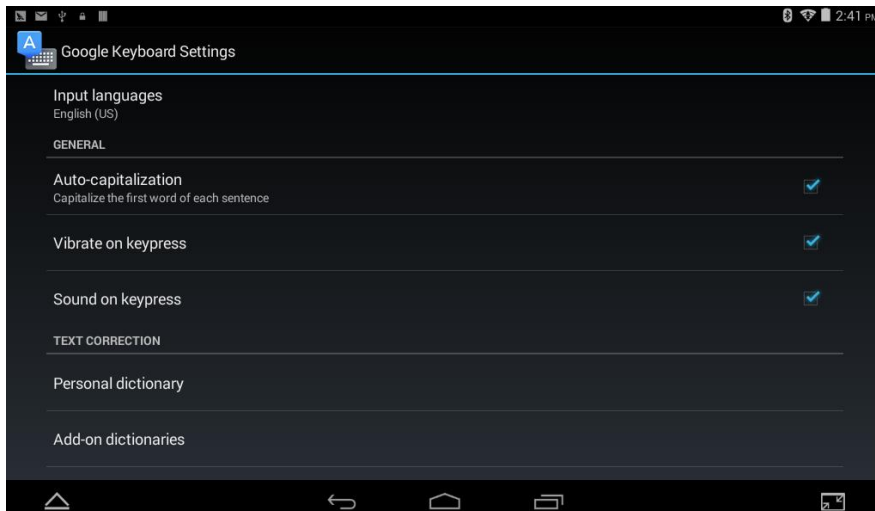 2:41 PM
A
Google Keyboard Settings
Input languages
English (US)
GENERAL
Auto-capitalization
Capitalize the first word of each sentence
Vibrate on keypress
Sound on keypress
TEXT CORRECTION
Personal dictionary
Add-on dictionaries